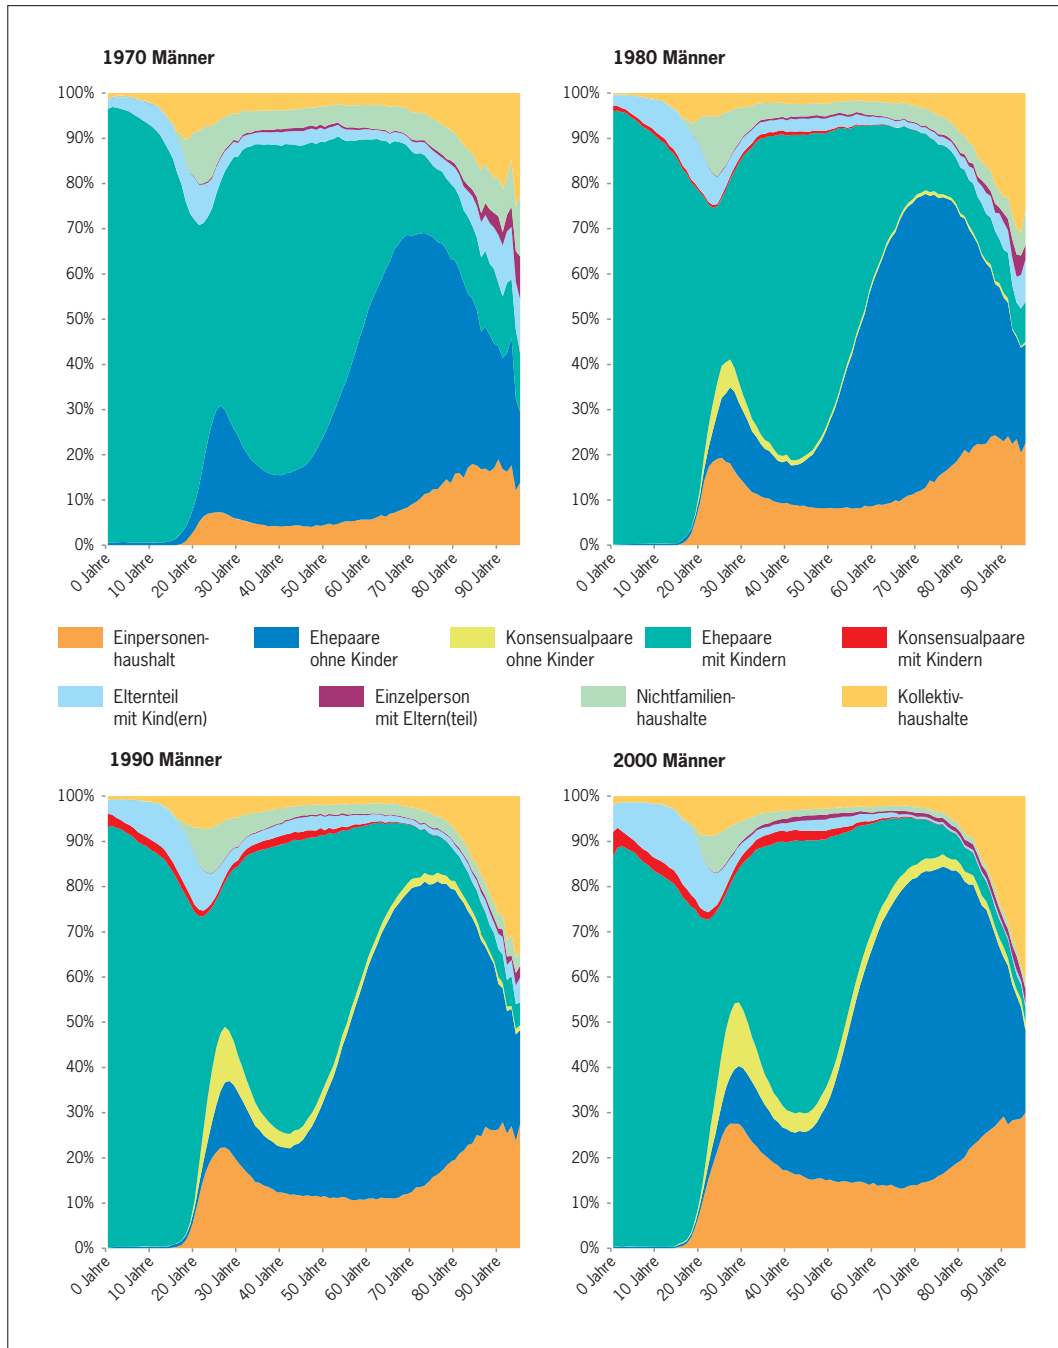 1970 Männer
100%
90%
80%
70%
60%
50%
40%
30%
20%
10%
0%
0 Jahre
10 Jahre
20 Jahre
30 Jahre
40 Jahre
50 Jahre
60 Jahre
70 Jahre
80 Jahre
90 Jahre
1980 Männer
100%
90%
80%
70%
60%
50%
40%
30%
20%
10%
0%
0 Jahre
10 Jahre
20 Jahre
30 Jahre
40 Jahre
50 Jahre
60 Jahre
70 Jahre
80 Jahre
90 Jahre
Einpersonen-
haushalt
Ehepaare
ohne Kinder
Konsensualpaare
ohne Kinder
Ehepaare
mit Kindern
Konsensualpaare
mit Kindern
Elternteil
mit Kind(ern)
Einzelperson
mit Eltern(teil)
Nichtfamilien-
haushalte
Kollektiv-
haushalte
1990 Männer
100%
90%
80%
70%
60%
50%
40%
30%
20%
10%
0%
0 Jahre
10 Jahre
20 Jahre
30 Jahre
40 Jahre
50 Jahre
60 Jahre
70 Jahre
80 Jahre
90 Jahre
2000 Männer
100%
90%
80%
70%
60%
50%
40%
30%
20%
10%
0%
0 Jahre
10 Jahre
20 Jahre
30 Jahre
40 Jahre
50 Jahre
60 Jahre
70 Jahre
80 Jahre
90 Jahre